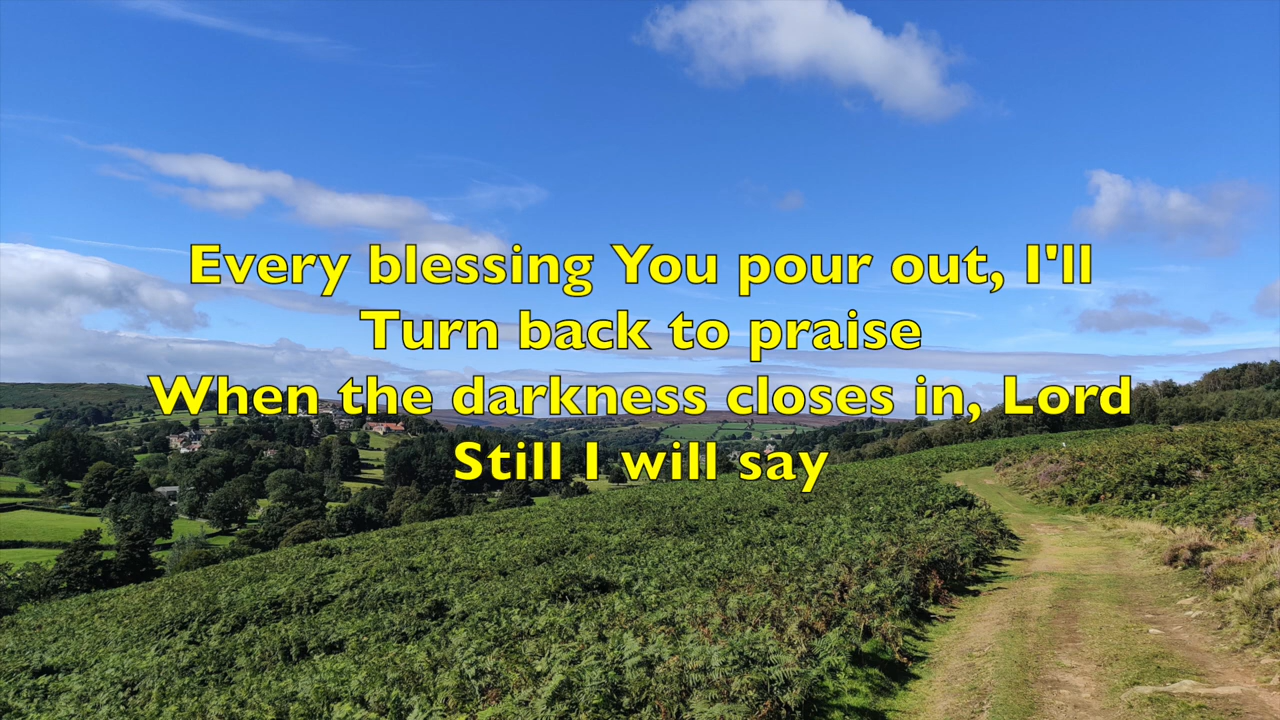 Every blessing You pour out, I'll
Turn back to praise
When the darkness closes in, Lord
Still I will say